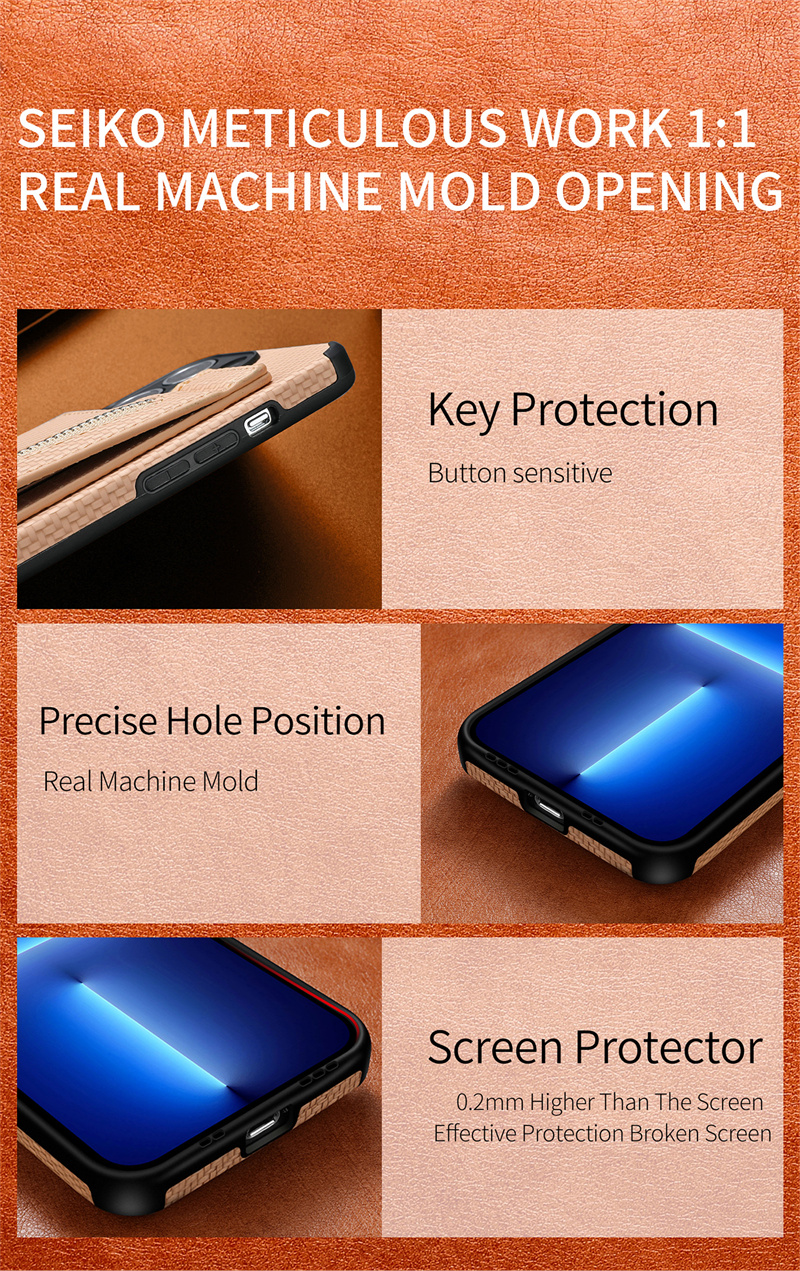 SEIKO METICULOUS WORK 1:1
REAL MACHINE MOLD OPENING
Key Protection
Button sensitive
Precise Hole Position
Real Machine Mold
Screen Protector
0.2mm Higher Than The Screen
Effective Protection Broken Screen